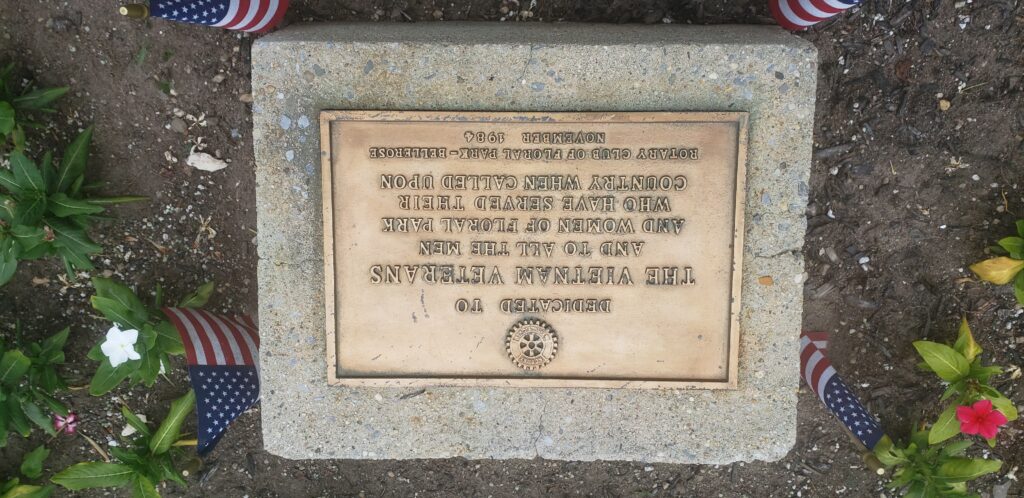 DEDICATED TO
THE VIETNAM VETERANS
AND TO ALL THE MEN
AND WOMEN OF FLORAL PARK
WHO HAVE SERVED THEIR
COUNTRY WHEN CALLED UPON
ROTARY CLUB OF FLORAL PARK-BELLEROSE
NOVEMBER 1984